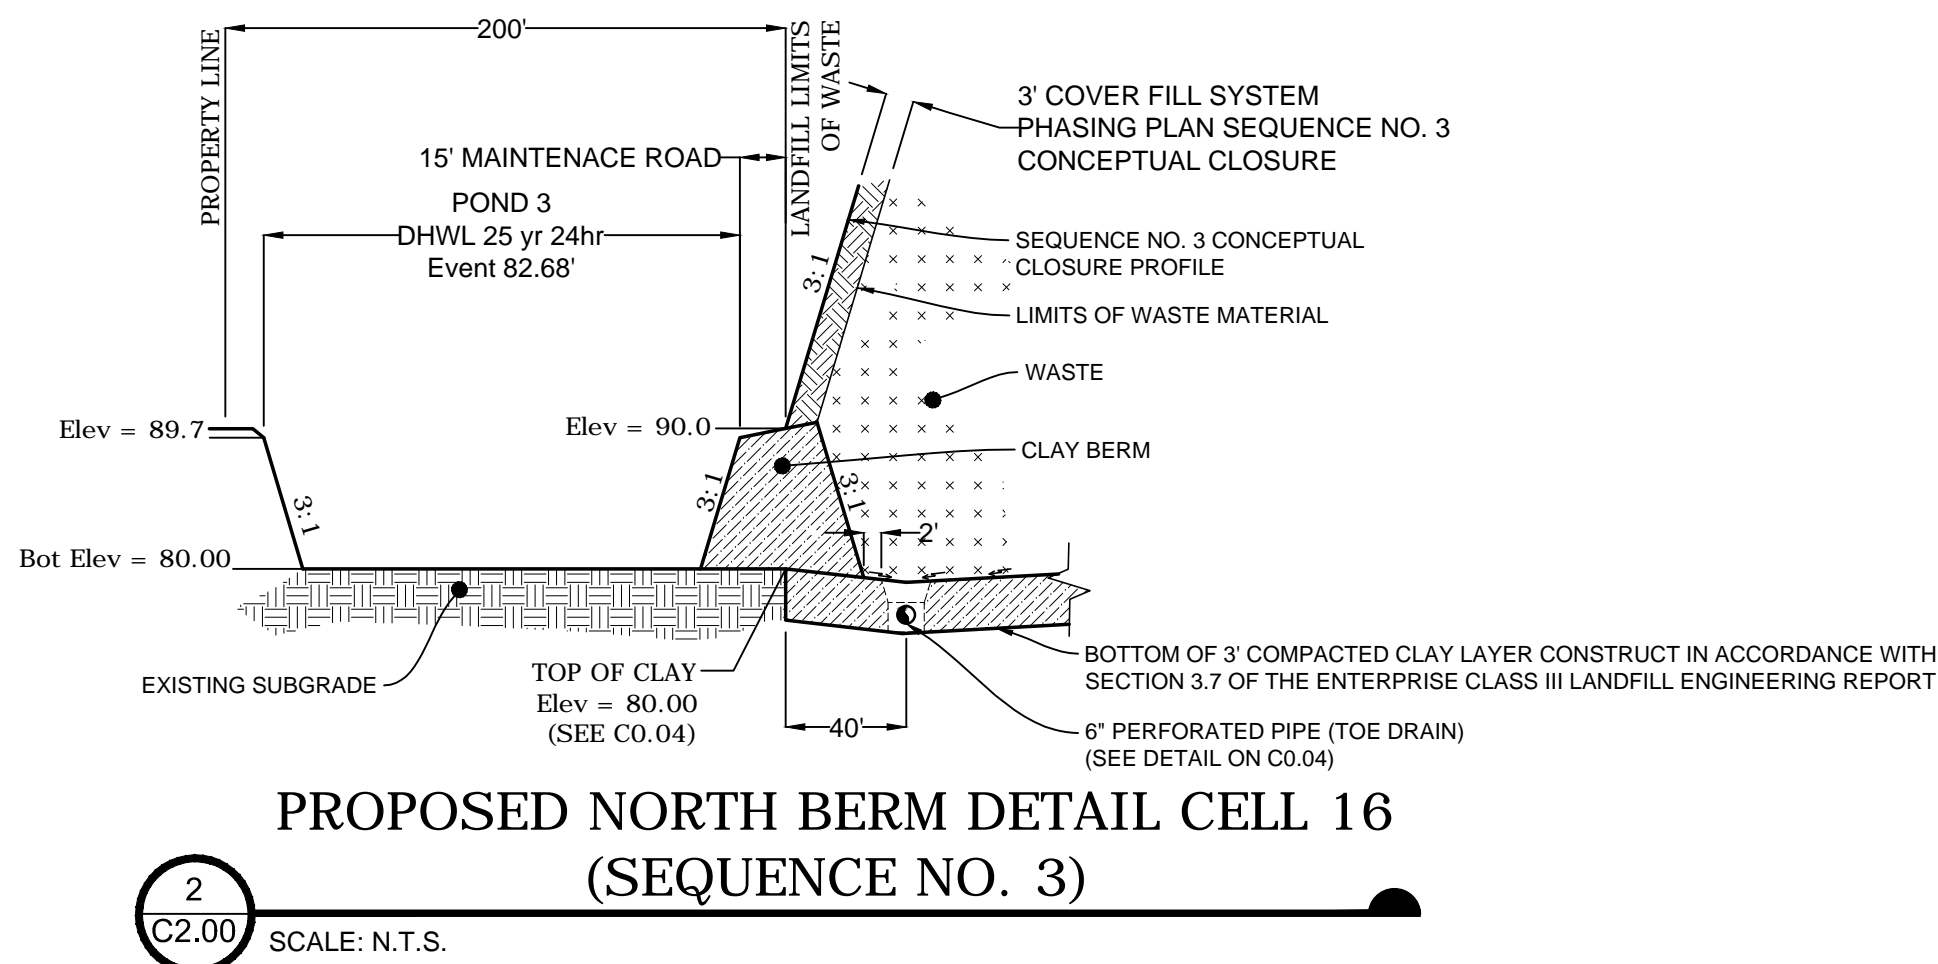 200'
PROPERTY LINE
LANDFILL LIMITS
OF WASTE
3' COVER FILL SYSTEM
PHASING PLAN SEQUENCE NO. 3
CONCEPTUAL CLOSURE
15' MAINTENACE ROAD
POND 3
DHWL 25 yr 24hr
Event 82.68'
SEQUENCE NO. 3 CONCEPTUAL
CLOSURE PROFILE
3:1
LIMITS OF WASTE MATERIAL
WASTE
Elev = 89.7
Elev = 90.0
CLAY BERM
3:1
3:1
3:1
2'
Bot Elev = 80.00
EXISTING SUBGRADE
TOP OF CLAY
Elev = 80.00
(SEE C0.04)
40'
BOTTOM OF 3' COMPACTED CLAY LAYER CONSTRUCT IN ACCORDANCE WITH
SECTION 3.7 OF THE ENTERPRISE CLASS III LANDFILL ENGINEERING REPORT
6" PERFORATED PIPE (TOE DRAIN)
(SEE DETAIL ON C0.04)
PROPOSED NORTH BERM DETAIL CELL 16
(SEQUENCE NO. 3)
2
C2.00
SCALE: N.T.S.